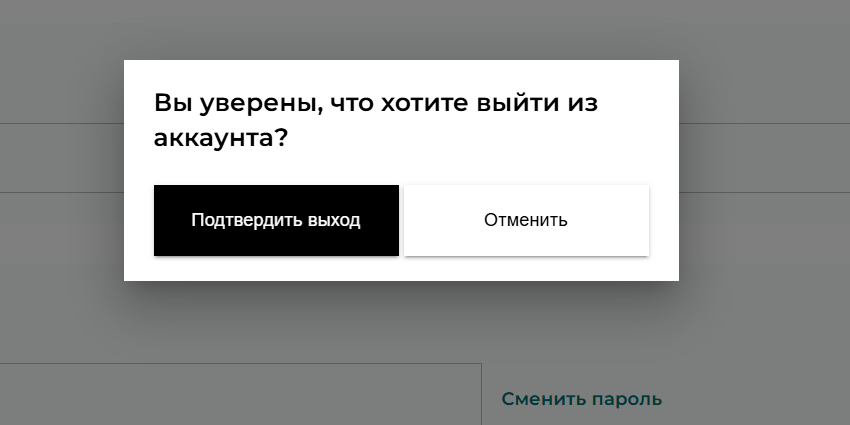 Вы уверены, что хотите выйти из
аккаунта?
Подтвердить выход
Отменить
Сменить пароль